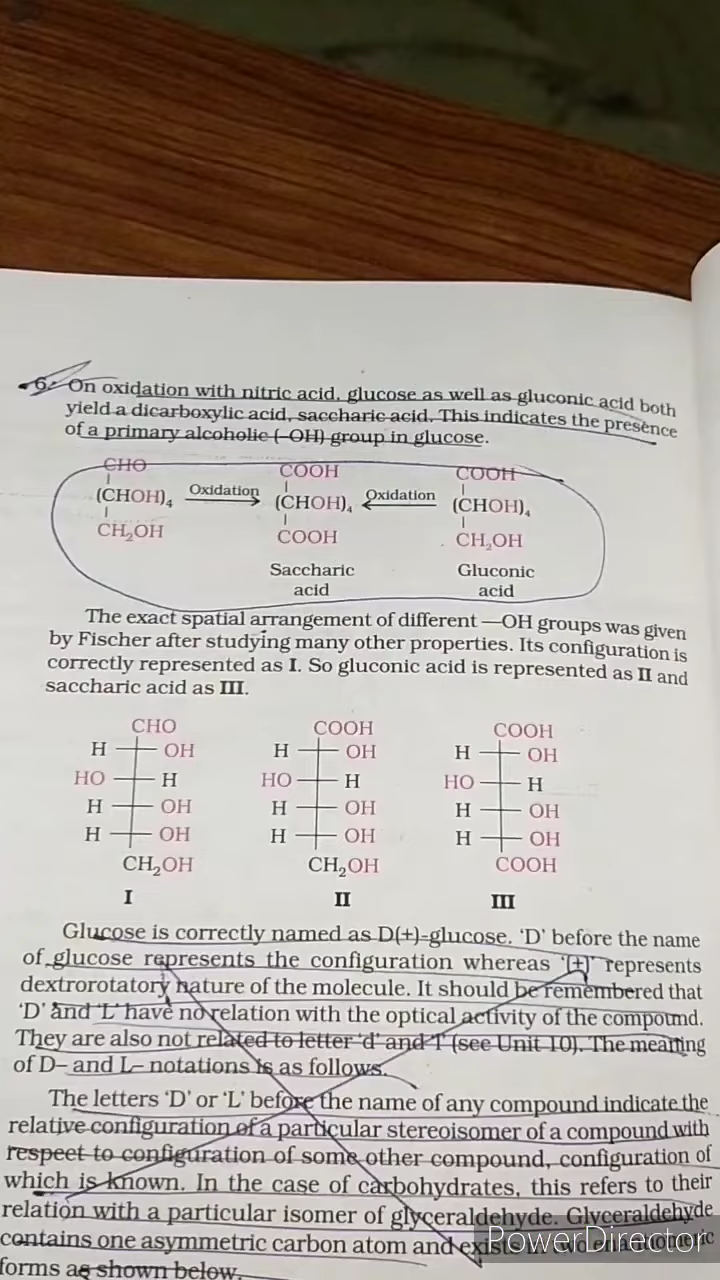 6. On oxidation with nitric acid, glucose as well as gluconic acid both
yield a dicarboxylic acid, saccharic acid. This indicates the presence
of a primary alcoholic (–OH) group in glucose.
CHO
(CHOH)₄
CH₂OH
Oxidation
COOH
(CHOH)₄
COOH
Saccharic
acid
Oxidation
COOH
(CHOH)₄
CH₂OH
Gluconic
acid
The exact spatial arrangement of different —OH groups was given
by Fischer after studying many other properties. Its configuration is
correctly represented as I. So gluconic acid is represented as II and
saccharic acid as III.
CHO
H OH
HO H
H OH
H OH
CH₂OH
I
COOH
H OH
HO H
H OH
H OH
CH₂OH
II
COOH
H OH
HO H
H OH
H OH
COOH
III
Glucose is correctly named as D(+)-glucose. ‘D’ before the name
of glucose represents the configuration whereas ‘(+)’ represents
dextrorotatory nature of the molecule. It should be remembered that
‘D’ and ‘L’ have no relation with the optical activity of the compound.
They are also not related to letter ‘d’ and ‘l’ (see Unit 10). The meaning
of D– and L– notations is as follows.
The letters ‘D’ or ‘L’ before the name of any compound indicate the
relative configuration of a particular stereoisomer of a compound with
respect to configuration of some other compound, configuration of
which is known. In the case of carbohydrates, this refers to their
relation with a particular isomer of glyceraldehyde. Glyceraldehyde
contains one asymmetric carbon atom and exists in two enantiomeric
forms as shown below.
PowerDirector